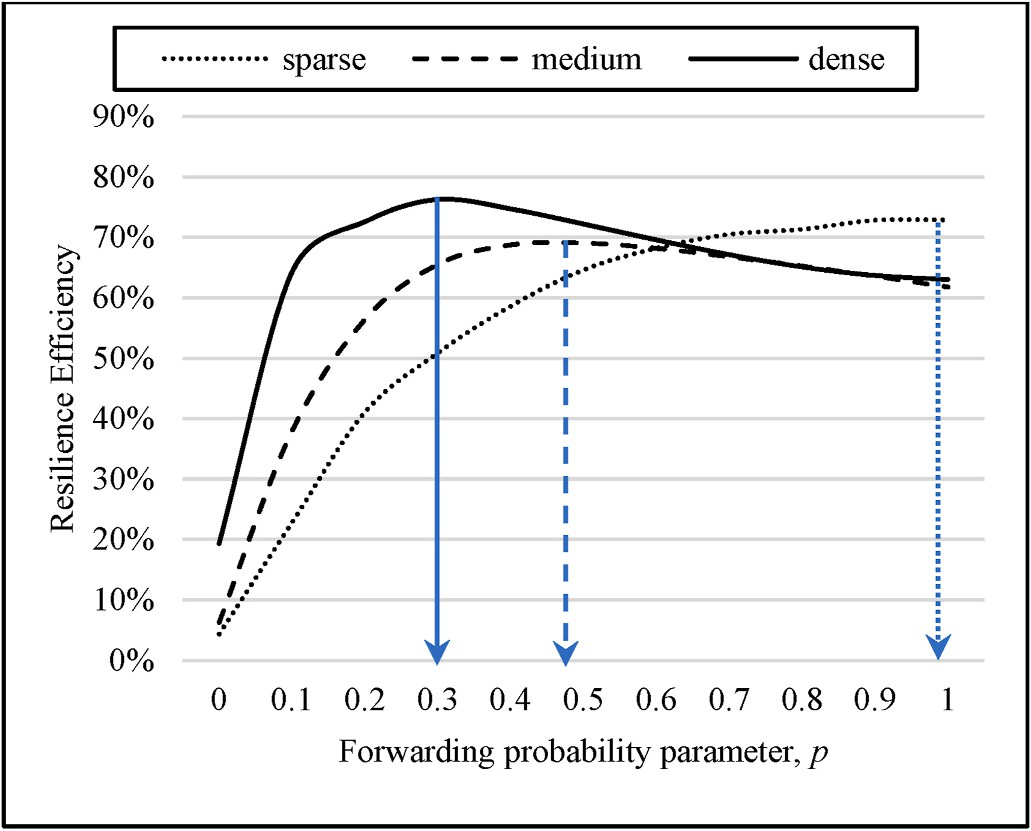 sparse medium dense
90%
80%
70%
60%
50%
40%
30%
20%
10%
0%
Resilience Efficiency
0 0.1 0.2 0.3 0.4 0.5 0.6 0.7 0.8 0.9 1
Forwarding probability parameter, p